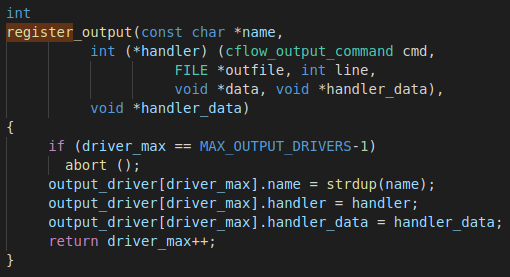 int
register_output(const char *name,
        int (*handler) (cflow_output_command cmd,
                FILE *outfile, int line,
                void *data, void *handler_data),
        void *handler_data)
{
    if (driver_max == MAX_OUTPUT_DRIVERS-1)
      abort ();
    output_driver[driver_max].name = strdup(name);
    output_driver[driver_max].handler = handler;
    output_driver[driver_max].handler_data = handler_data;
    return driver_max++;
}